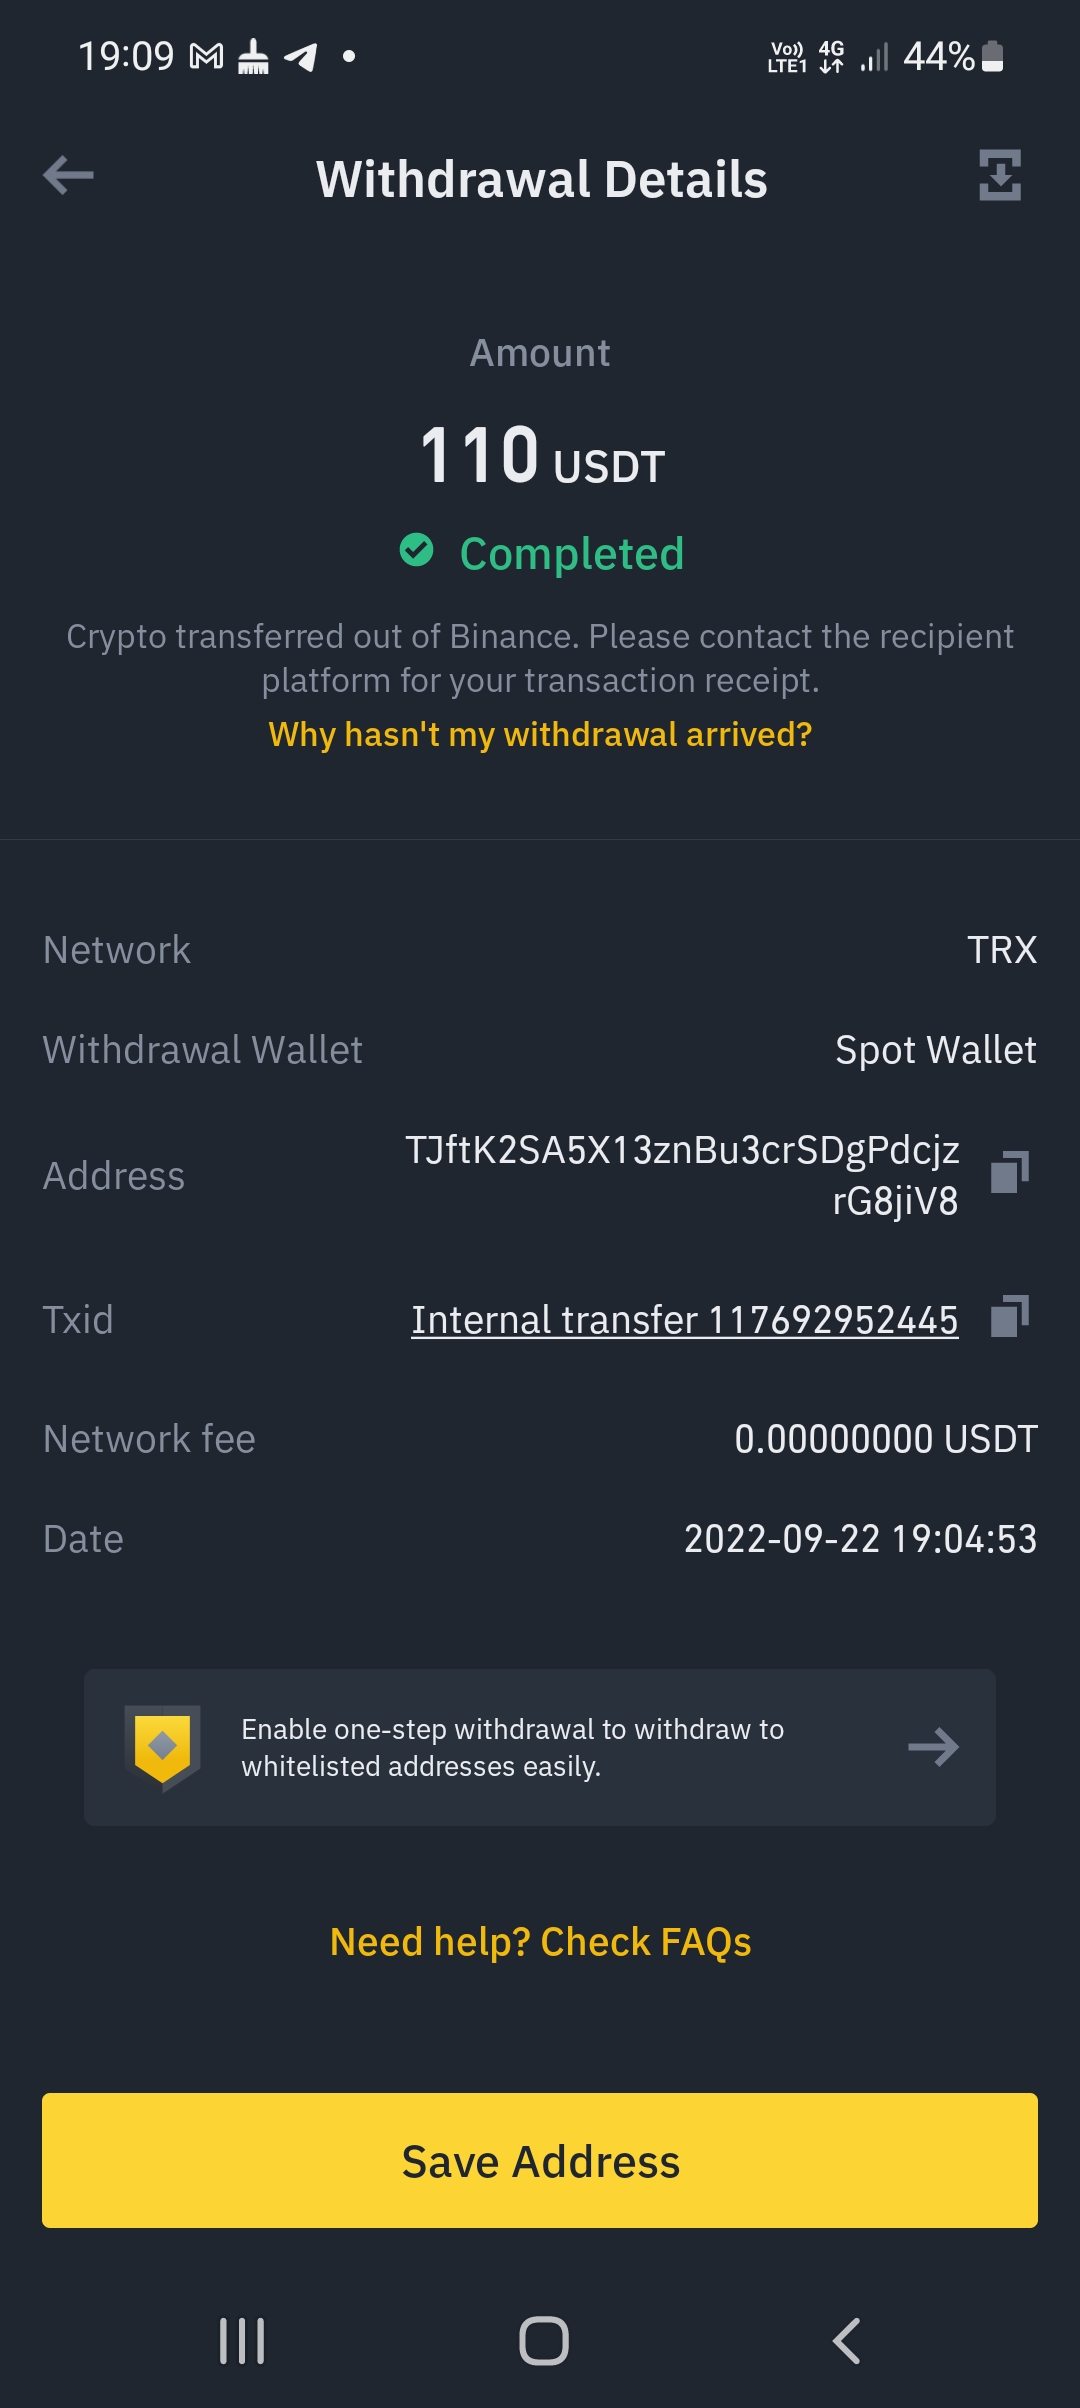 19:09
Vo)) LTE1 4G 44%
Withdrawal Details
Amount
110 USDT
Completed
Crypto transferred out of Binance. Please contact the recipient
platform for your transaction receipt.
Why hasn't my withdrawal arrived?
Network TRX
Withdrawal Wallet Spot Wallet
Address TJftK2SA5X13znBu3crSDgPdcjz
rG8jiV8
Txid Internal transfer 117692952445
Network fee 0.00000000 USDT
Date 2022-09-22 19:04:53
Enable one-step withdrawal to withdraw to
whitelisted addresses easily.
Need help? Check FAQs
Save Address